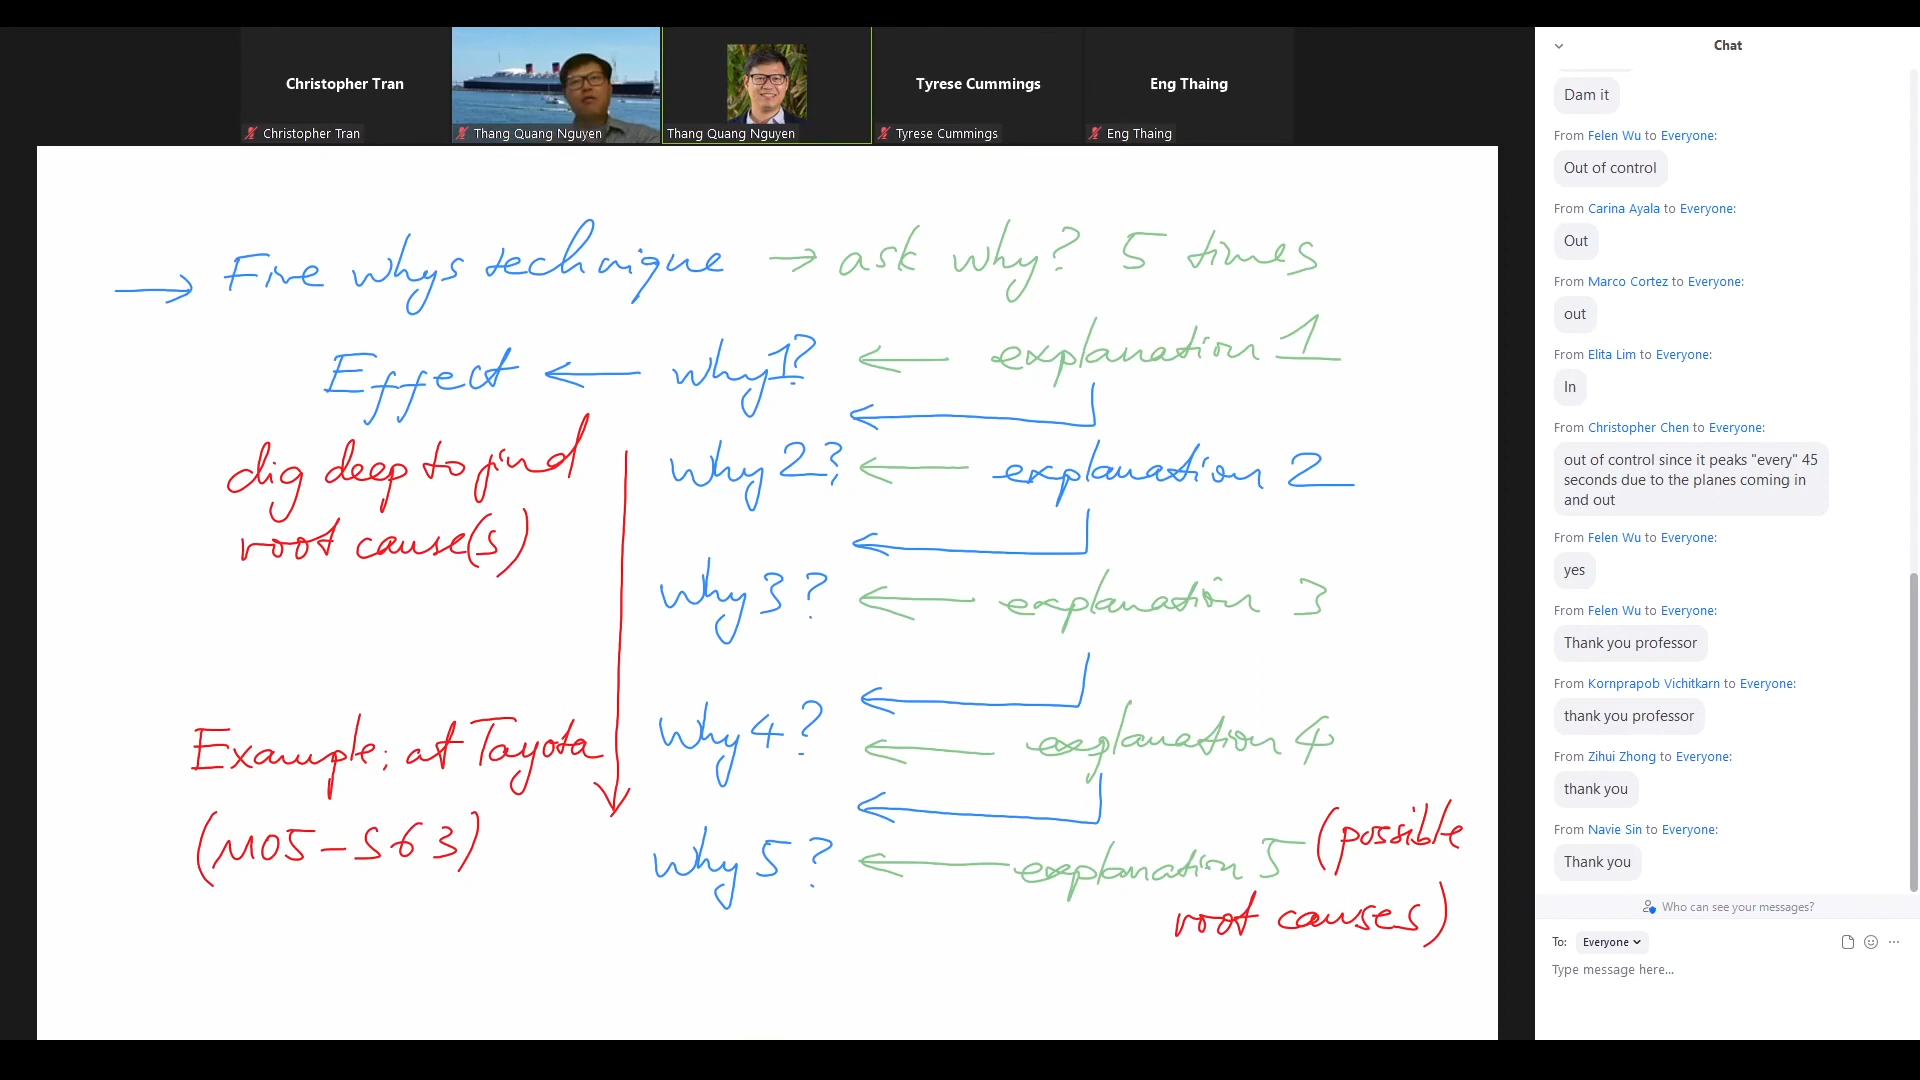 Christopher Tran
Tyrese Cummings
Eng Thaing
Christopher Tran
Thang Quang Nguyen
Thang Quang Nguyen
Tyrese Cummings
Eng Thaing
→ Five whys technique → ask why? 5 times
Effect ← why 1? ← explanation 1
dig deep to find
root cause(s)
why 2? ← explanation 2
why 3? ← explanation 3
why 4? ← explanation 4
Example: at Tayota
(M05-S63)
why 5? ← explanation 5 (possible
root causes)
Chat
Dam it
From Felen Wu to Everyone:
Out of control
From Carina Ayala to Everyone:
Out
From Marco Cortez to Everyone:
out
From Elita Lim to Everyone:
In
From Christopher Chen to Everyone:
out of control since it peaks "every" 45
seconds due to the planes coming in
and out
From Felen Wu to Everyone:
yes
From Felen Wu to Everyone:
Thank you professor
From Kornprapob Vichitkarn to Everyone:
thank you professor
From Zihui Zhong to Everyone:
thank you
From Navie Sin to Everyone:
Thank you
Who can see your messages?
To: Everyone
Type message here...